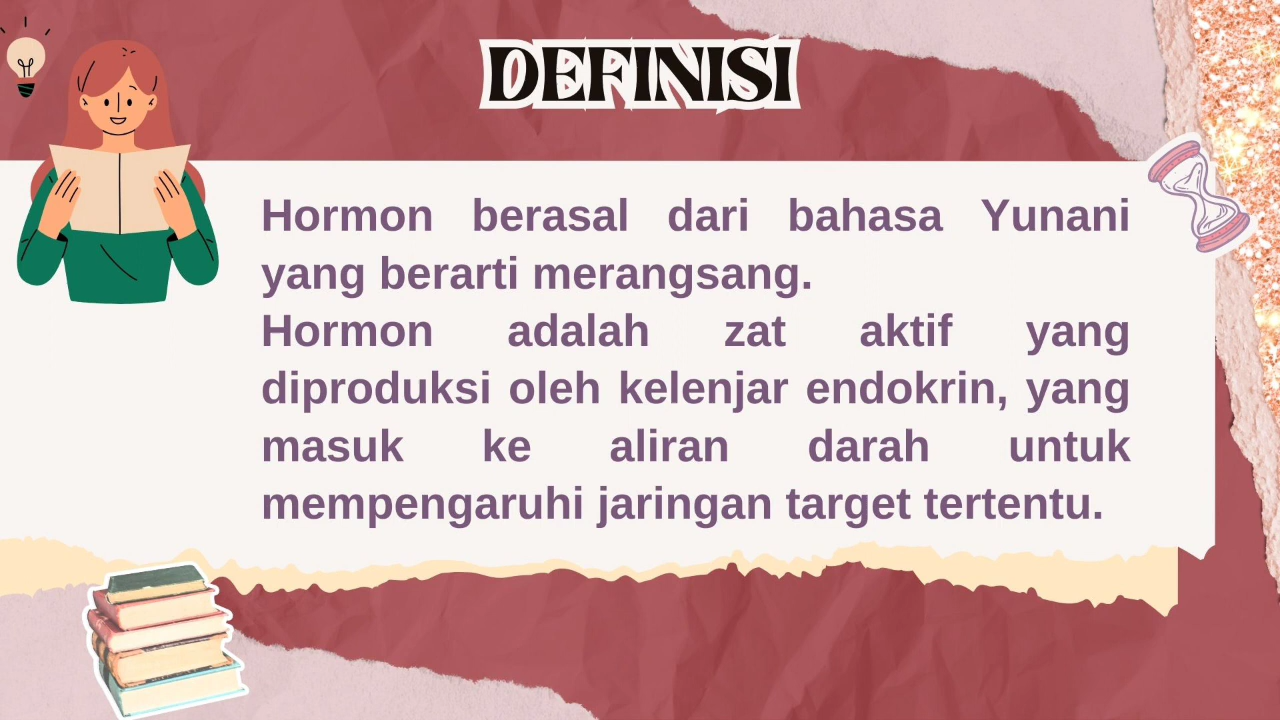 DEFINISI
Hormon berasal dari bahasa Yunani
yang berarti merangsang.
Hormon adalah zat aktif yang
diproduksi oleh kelenjar endokrin, yang
masuk ke aliran darah untuk
mempengaruhi jaringan target tertentu.